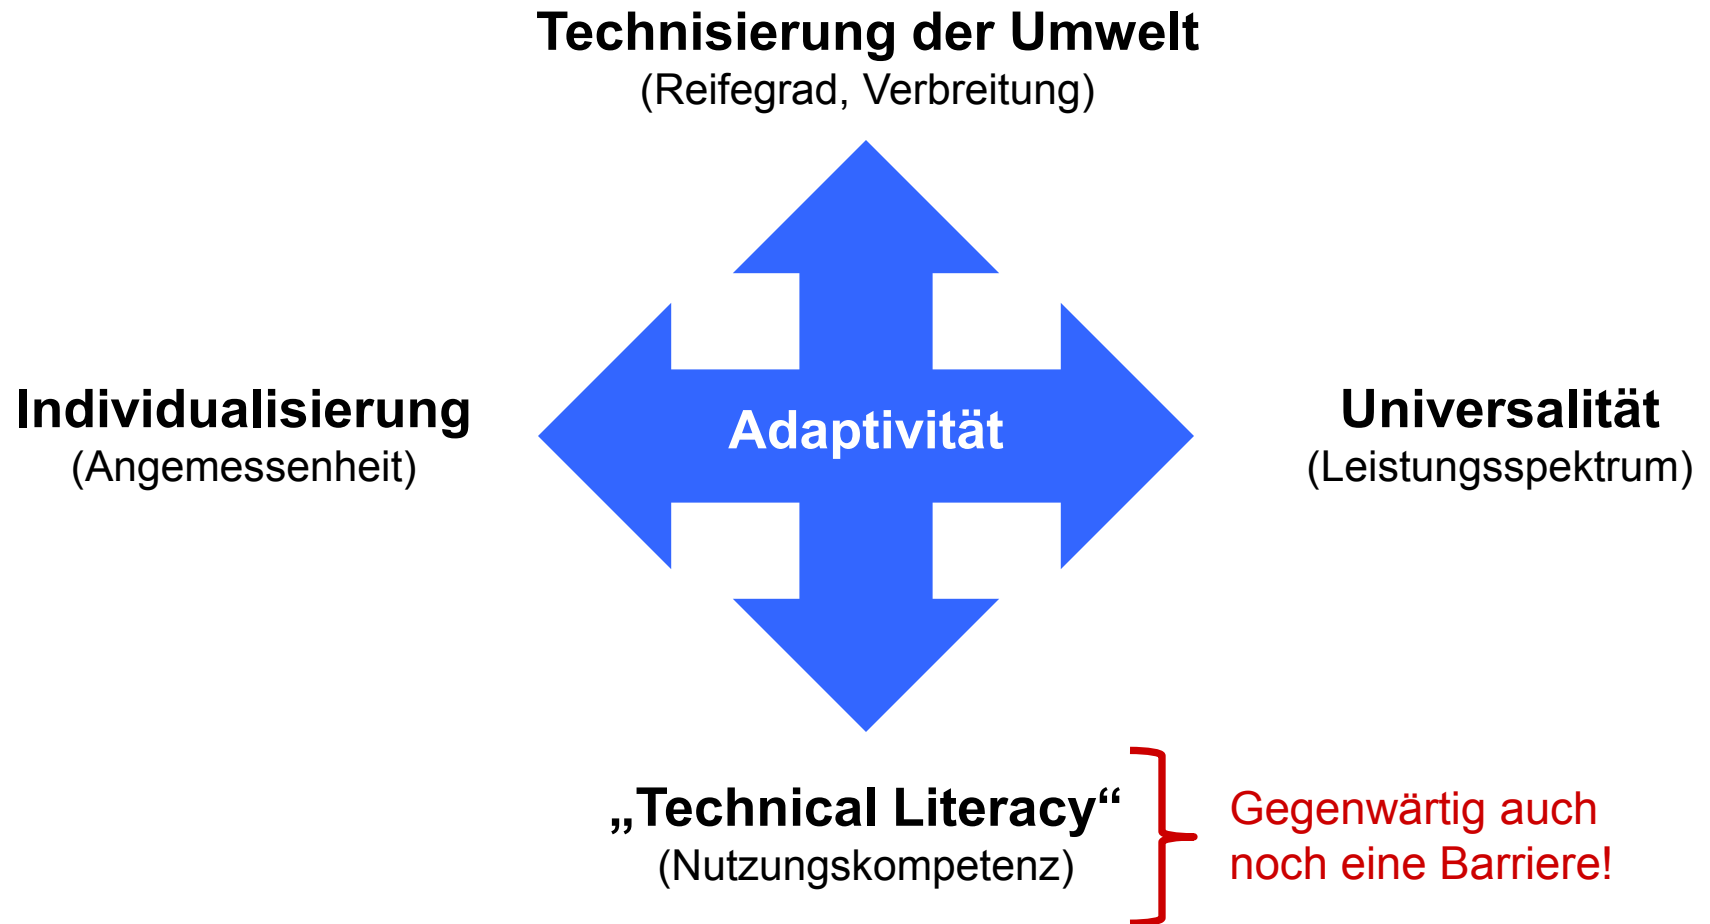 Technisierung der Umwelt
(Reifegrad, Verbreitung)
Individualisierung
(Angemessenheit)
Adaptivität
Universalität
(Leistungsspektrum)
„Technical Literacy“
(Nutzungskompetenz)
Gegenwärtig auch
noch eine Barriere!